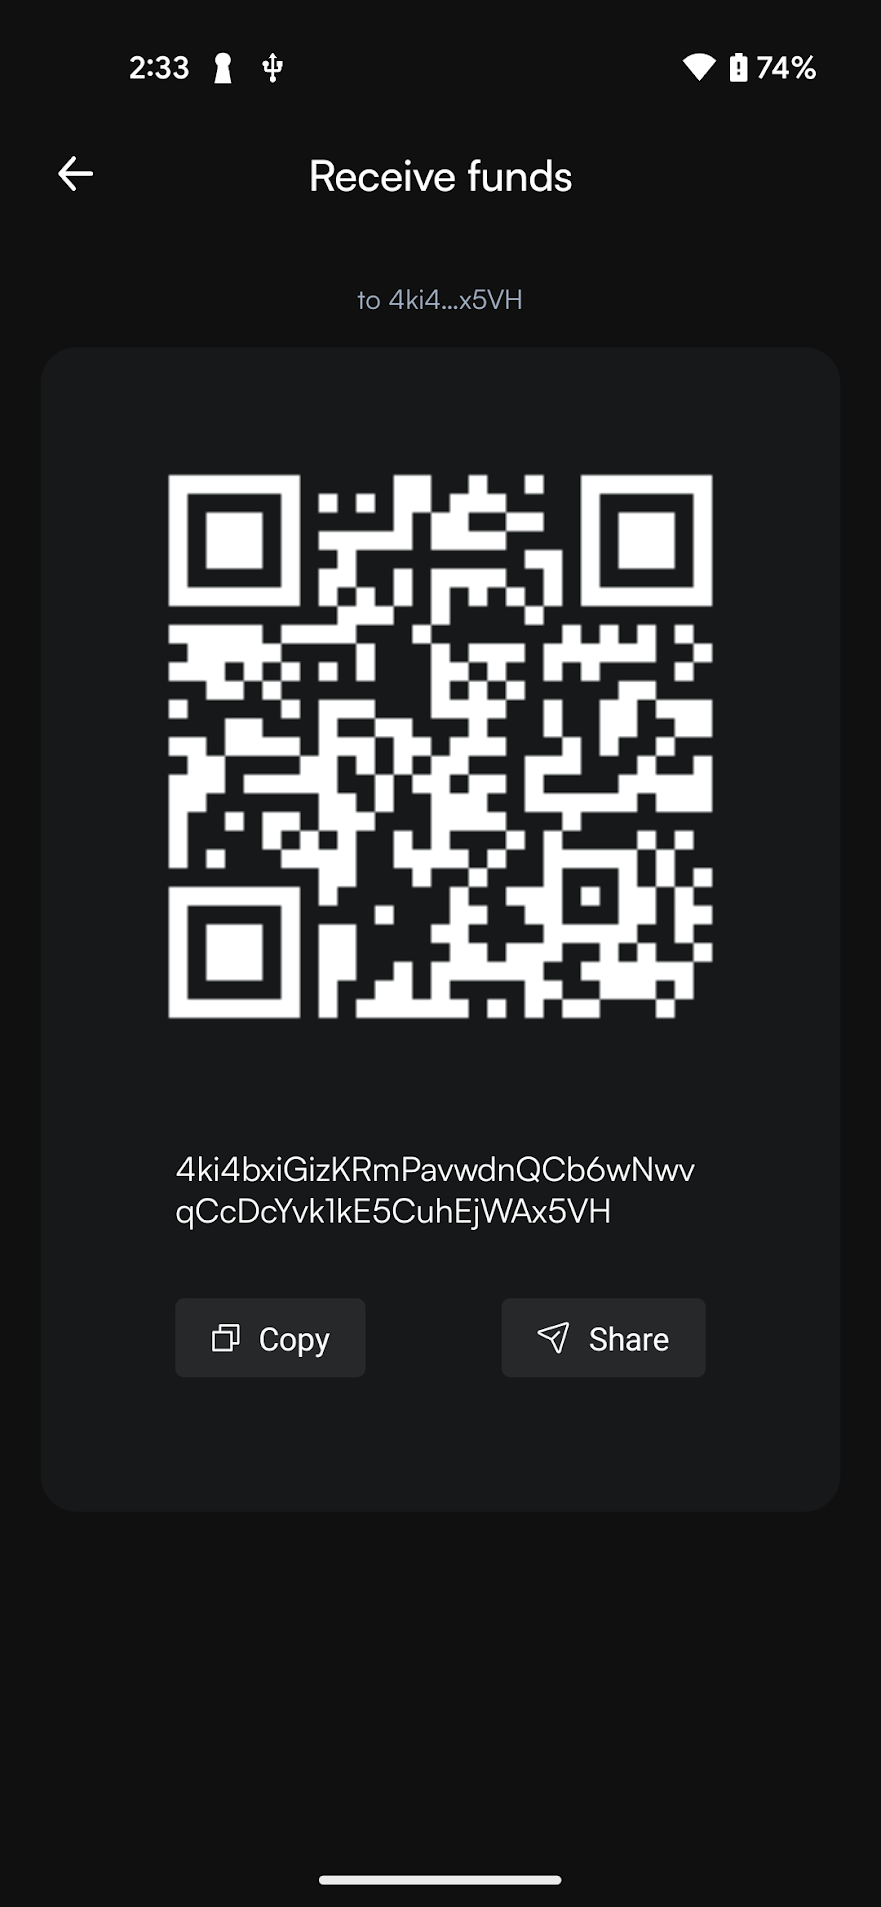 2:33
74%
Receive funds
to 4ki4...x5VH
4ki4bxiGizKRmPavwdnQCb6wNwv
qCcDcYvk1kE5CuhEjWAx5VH
Copy
Share